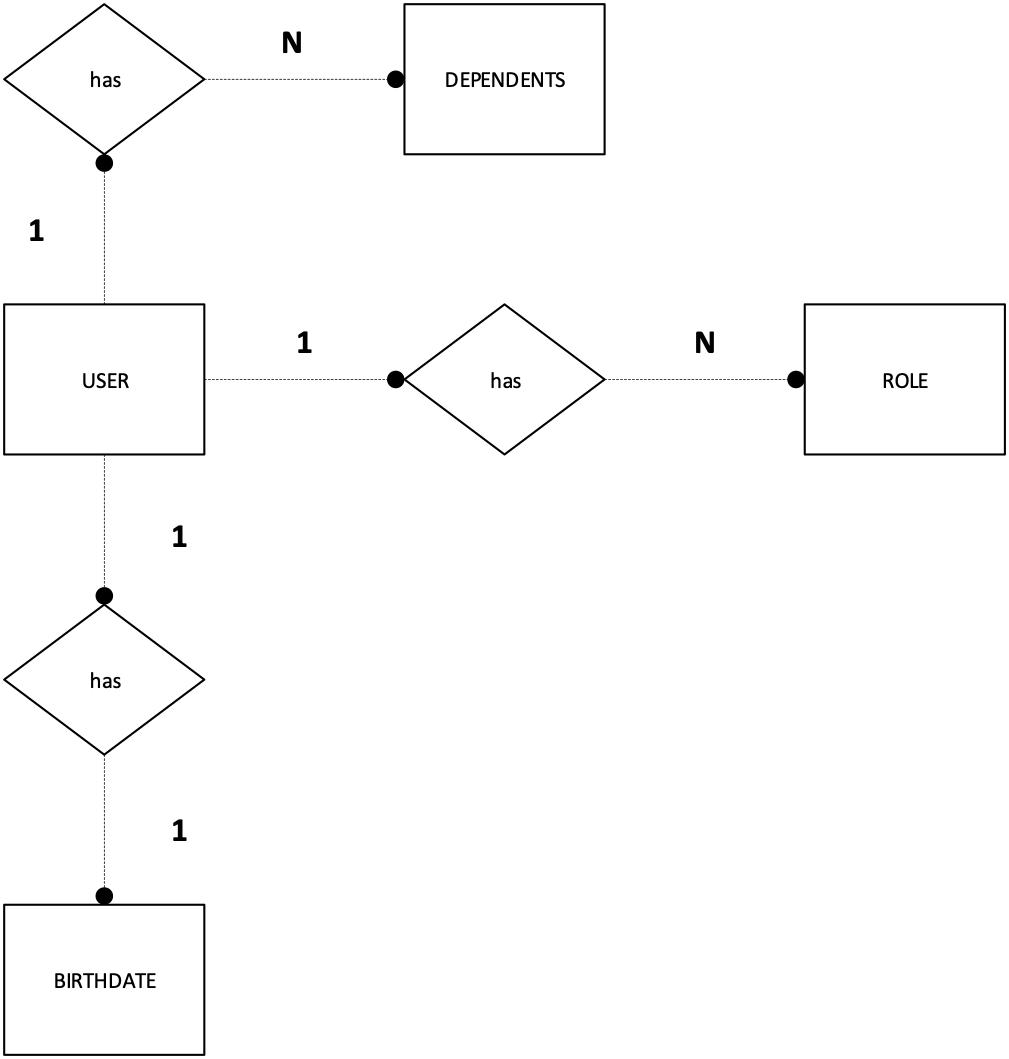 has
N
DEPENDENTS
1
USER
1
has
N
ROLE
1
has
1
BIRTHDATE